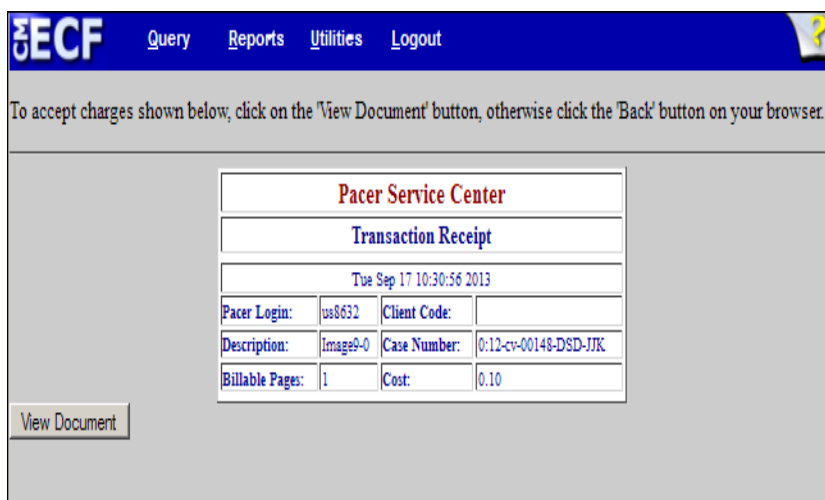 CM ECF Query Reports Utilities Logout ?
To accept charges shown below, click on the 'View Document' button, otherwise click the 'Back' button on your browser.
Pacer Service Center
Transaction Receipt
Tue Sep 17 10:30:56 2013
Pacer Login: us8632 Client Code:
Description: Image9-0 Case Number: 0:12-cv-00148-DSD-JJK
Billable Pages: 1 Cost: 0.10
View Document